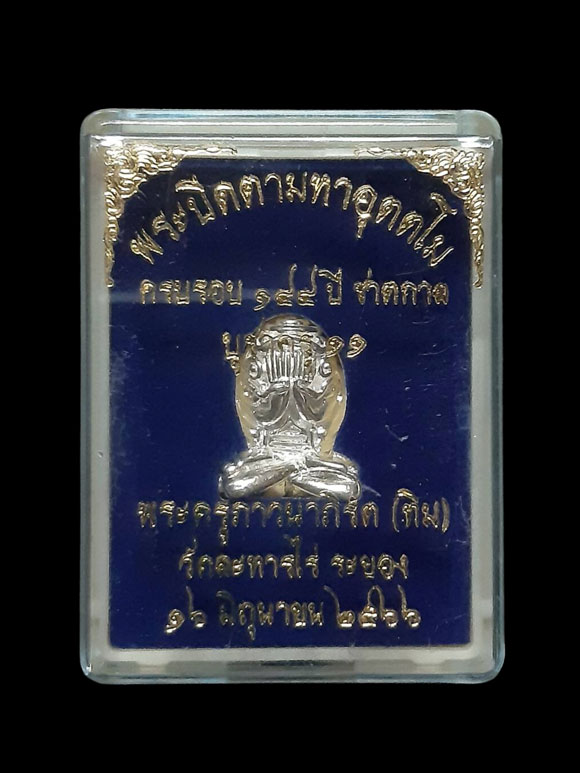 พระปิดตามหาอุตตโม
ครบรอบ ๑๔๔ ปี ชาตกาล
พระครูภาวนาภิรัต (ทิม)
วัดละหารไร่ ระยอง
๑๖ มิถุนายน ๒๕๖๖